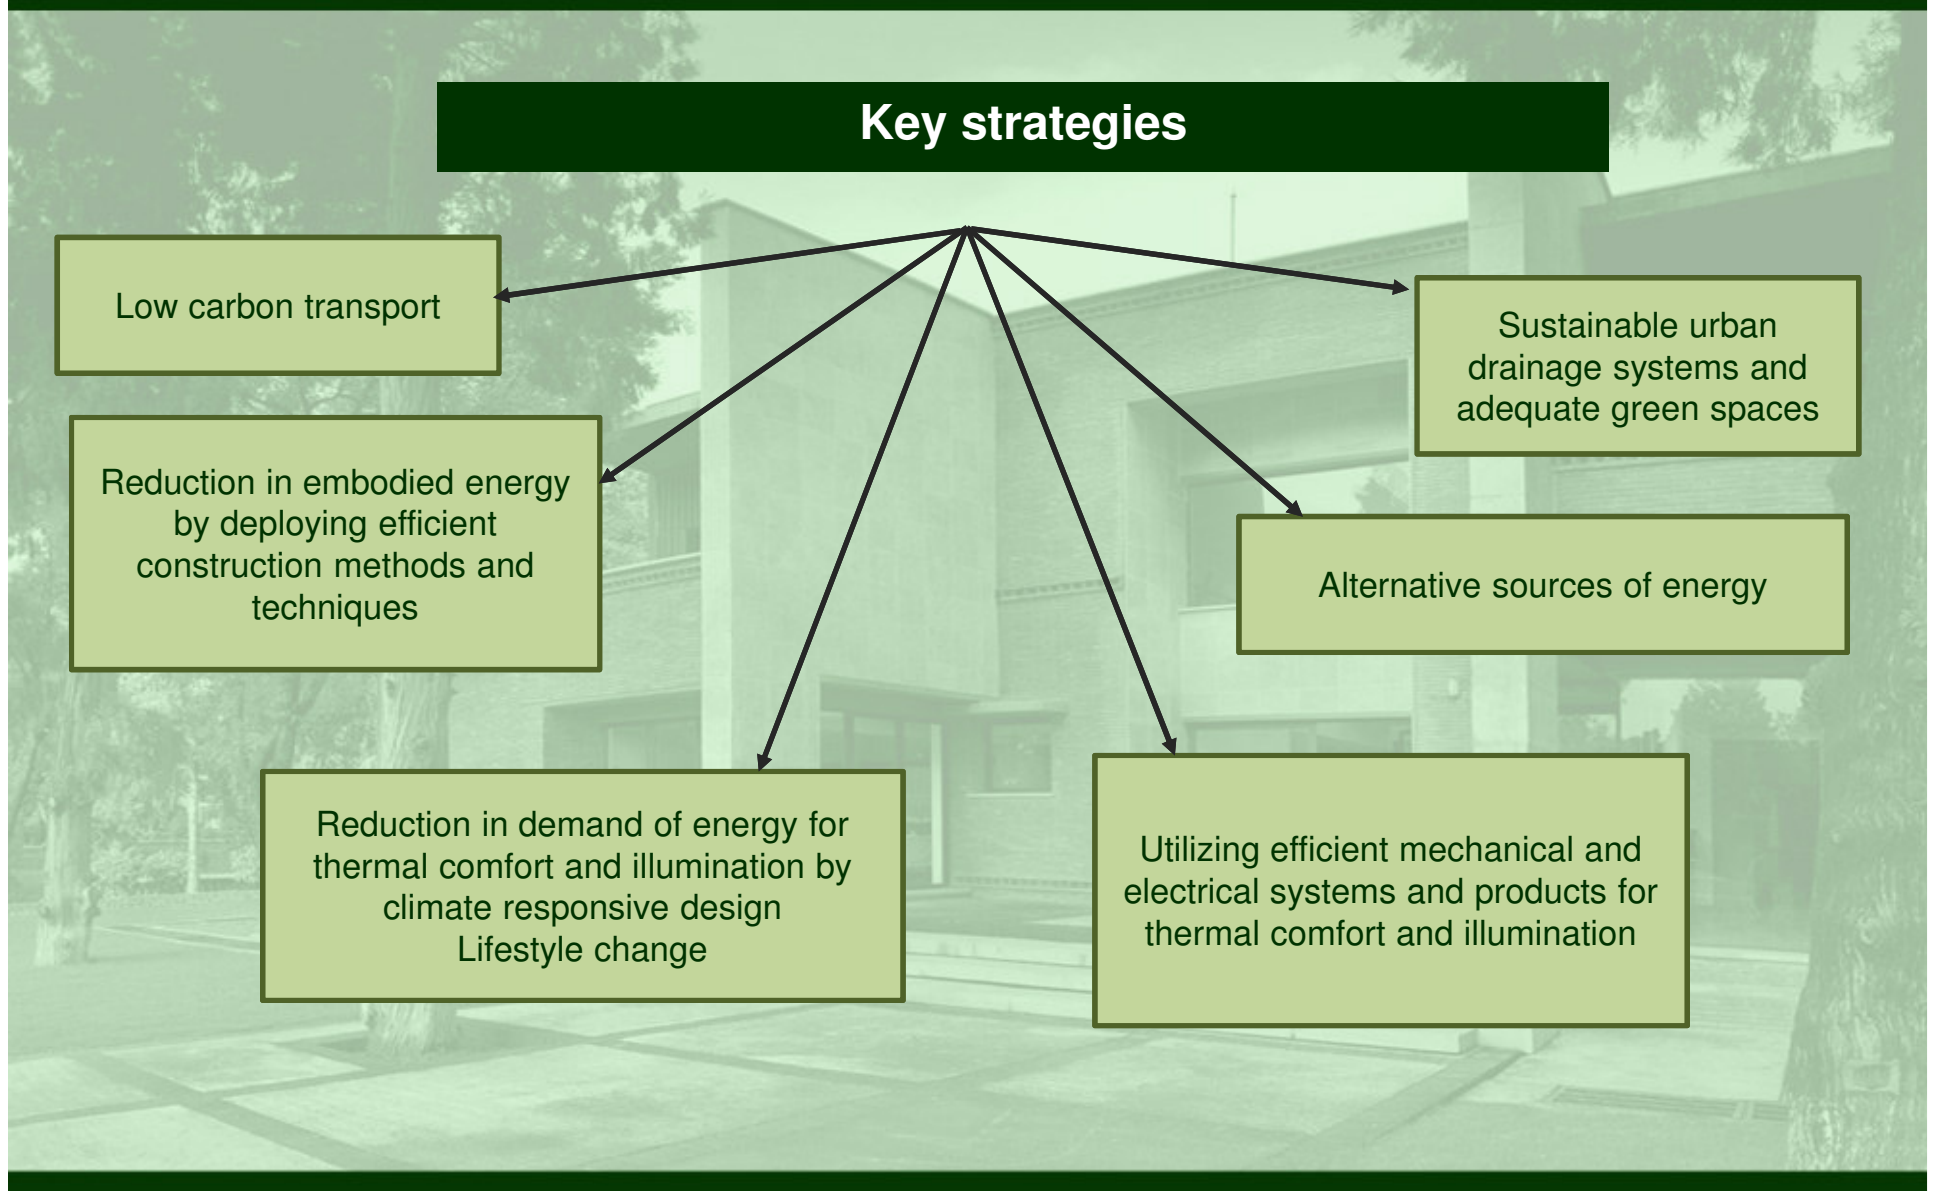 Key strategies
Low carbon transport
Sustainable urban
drainage systems and
adequate green spaces
Reduction in embodied energy
by deploying efficient
construction methods and
techniques
Alternative sources of energy
Reduction in demand of energy for
thermal comfort and illumination by
climate responsive design
Lifestyle change
Utilizing efficient mechanical and
electrical systems and products for
thermal comfort and illumination